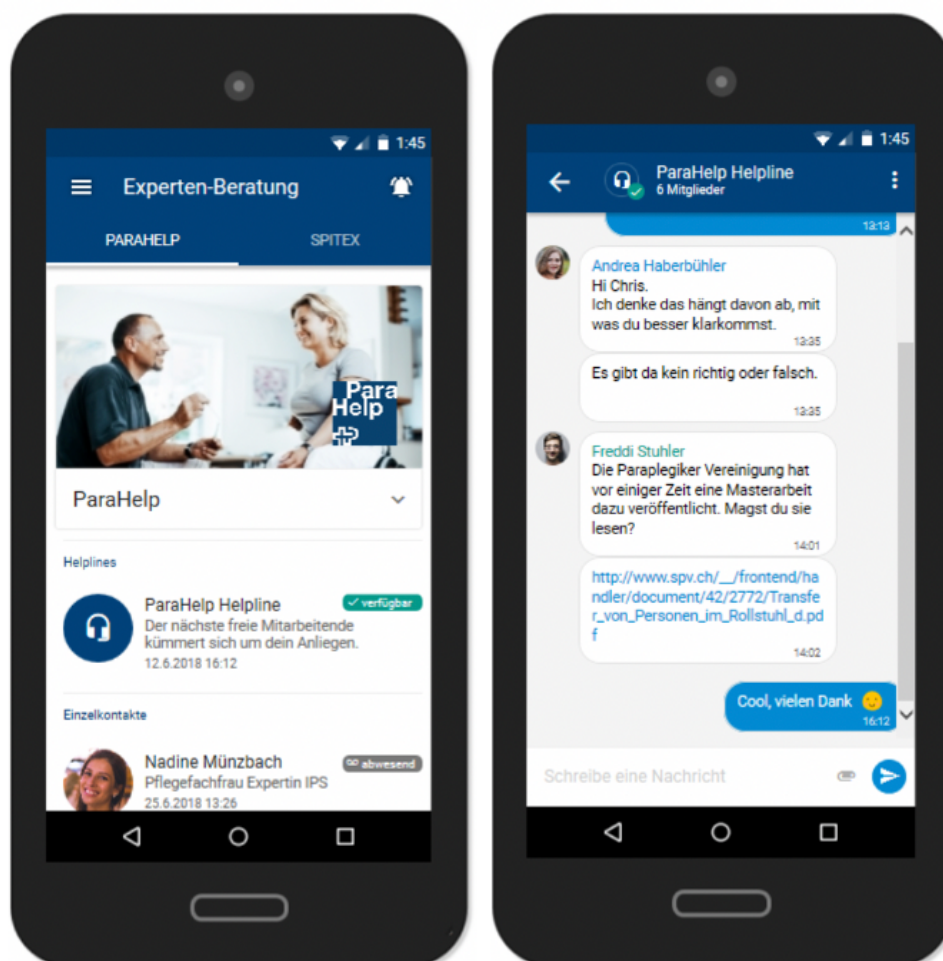 1:45
Experten-Beratung
PARAHELP
SPITEX
Para
Help
ParaHelp
Helplines
ParaHelp Helpline
verfügbar
Der nächste freie Mitarbeitende
kümmert sich um dein Anliegen.
12.6.2018 16:12
Einzelkontakte
Nadine Münzbach
abwesend
Pflegefachfrau Expertin IPS
25.6.2018 13:26
1:45
ParaHelp Helpline
6 Mitglieder
13:13
Andrea Haberbühler
Hi Chris.
Ich denke das hängt davon ab, mit
was du besser klarkommst.
13:35
Es gibt da kein richtig oder falsch.
13:35
Freddi Stuhler
Die Paraplegiker Vereinigung hat
vor einiger Zeit eine Masterarbeit
dazu veröffentlicht. Magst du sie
lesen?
14:01
http://www.spv.ch/__/frontend/ha
ndler/document/42/2772/Transfe
r_von_Personen_im_Rollstuhl_d.pd
f
14:02
Cool, vielen Dank 🙂
16:12
Schreibe eine Nachricht